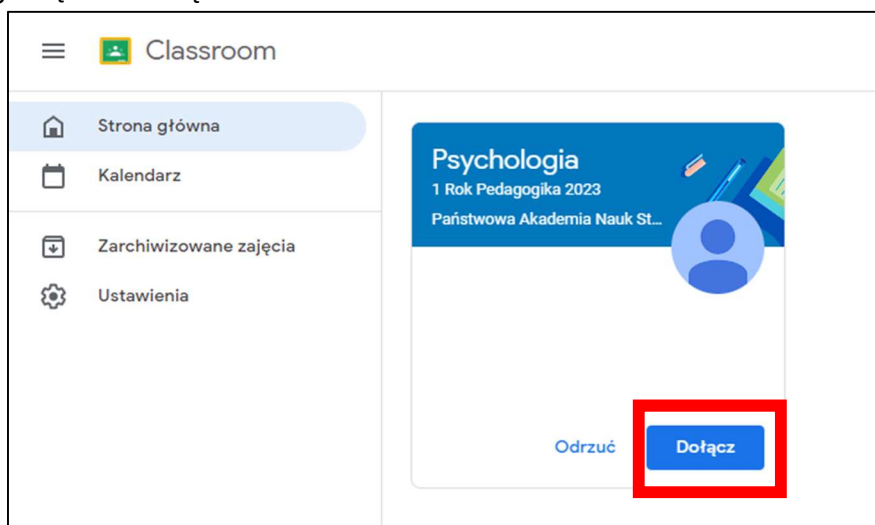 Classroom
Strona główna
Kalendarz
Zarchiwizowane zajęcia
Ustawienia
Psychologia
1 Rok Pedagogika 2023
Państwowa Akademia Nauk St...
Odrzuć
Dołącz